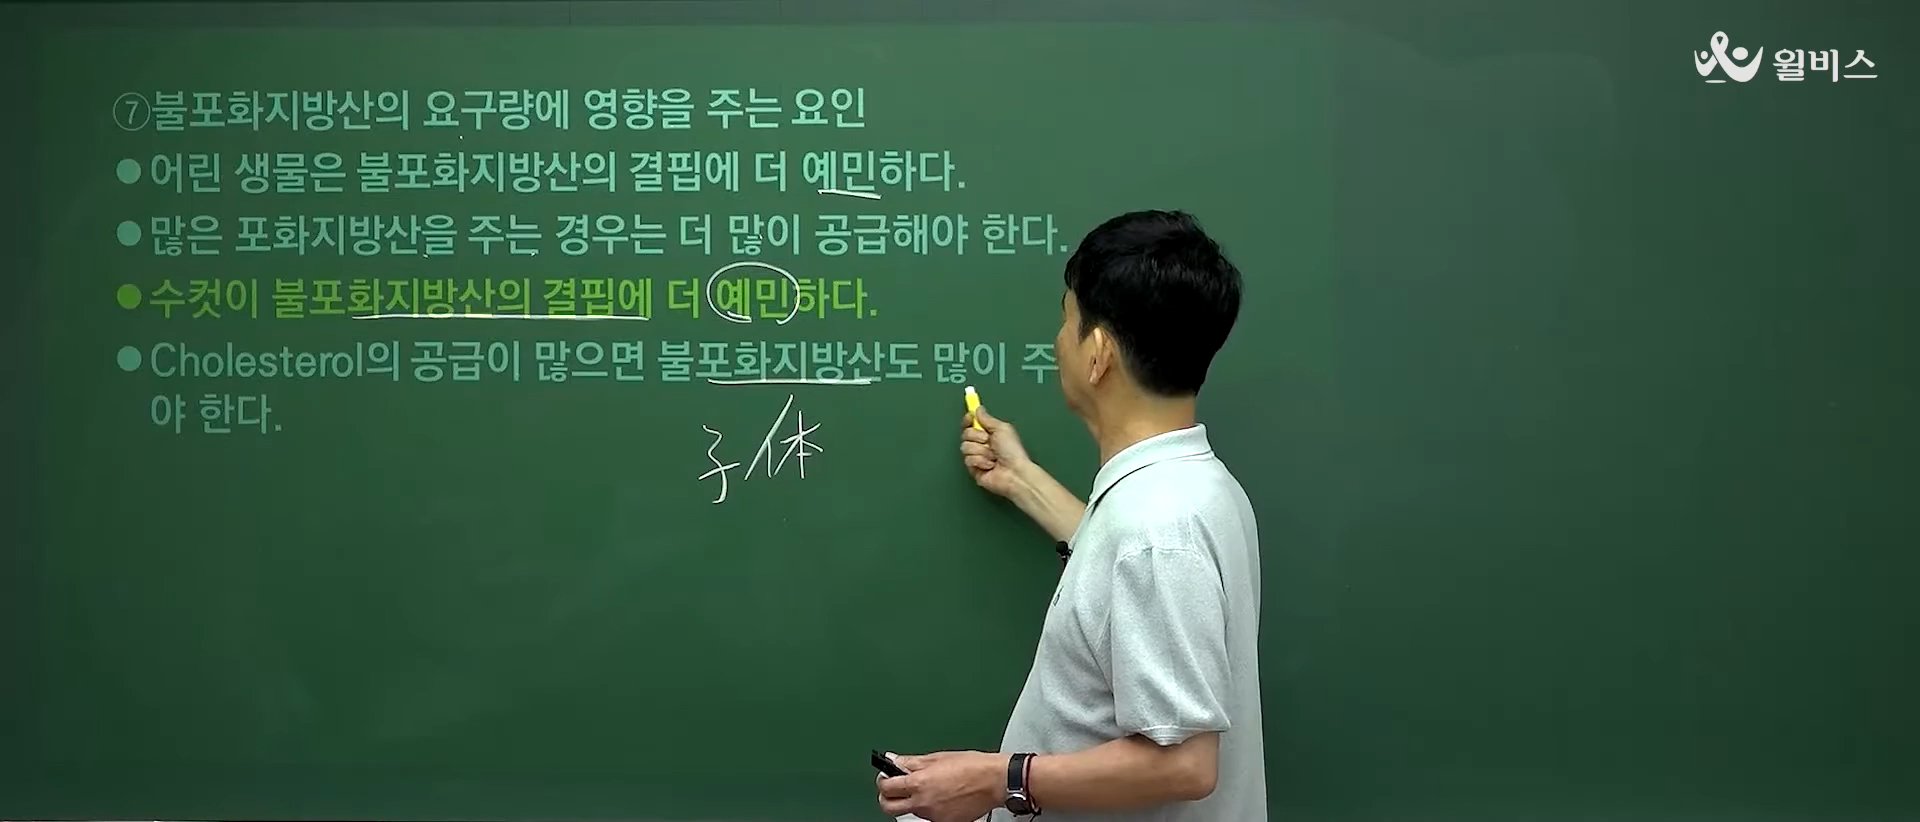 윌비스
⑦불포화지방산의 요구량에 영향을 주는 요인
●어린 생물은 불포화지방산의 결핍에 더 예민하다.
●많은 포화지방산을 주는 경우는 더 많이 공급해야 한다.
●수컷이 불포화지방산의 결핍에 더 예민하다.
●Cholesterol의 공급이 많으면 불포화지방산도 많이 주
야 한다.
子体